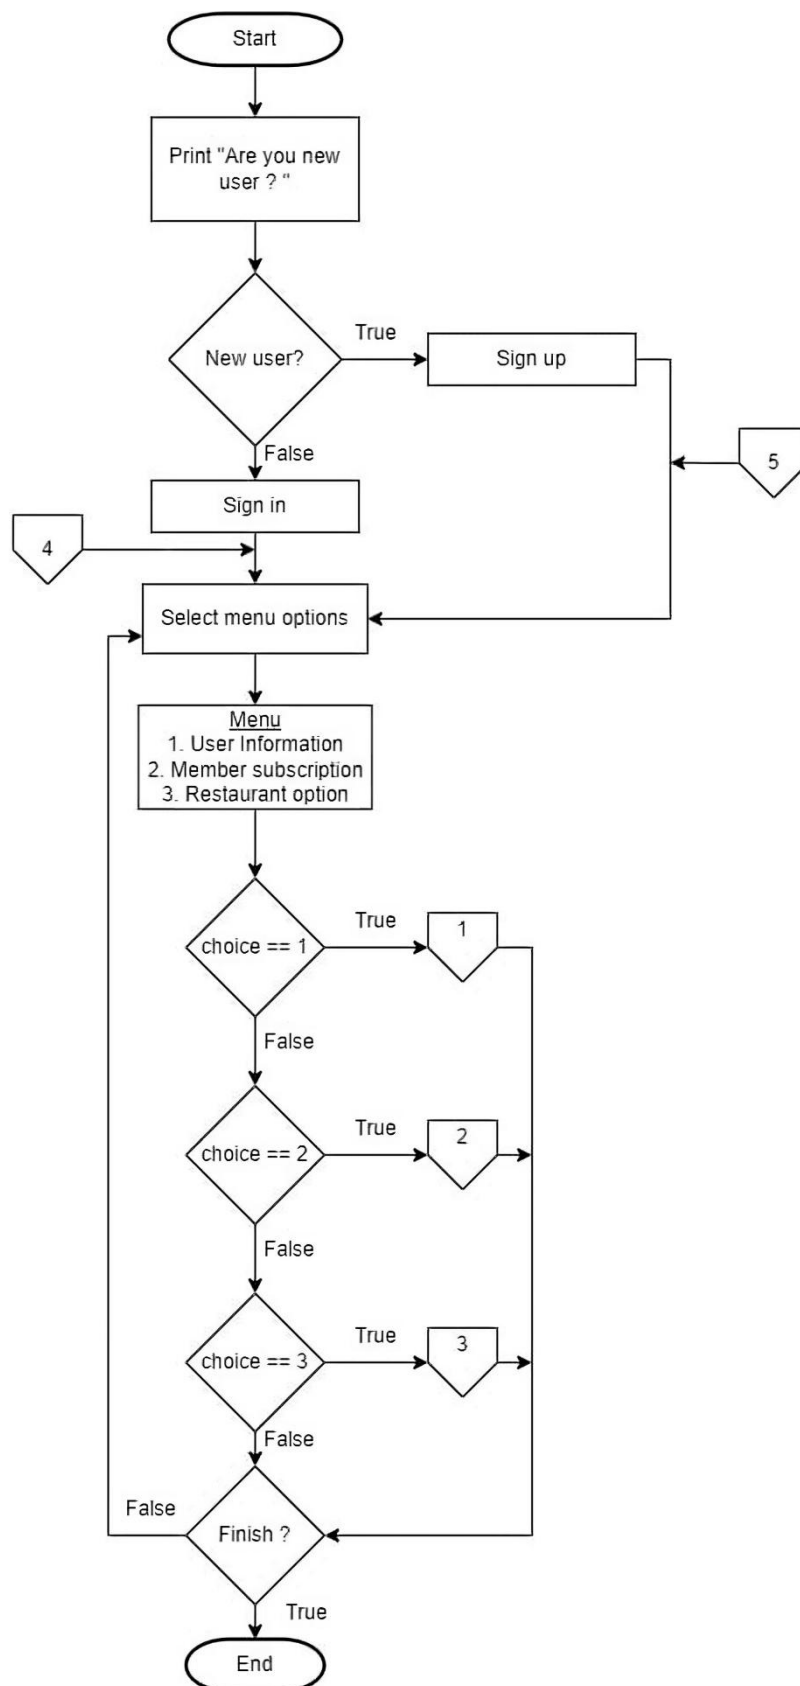 Start
Print "Are you new
user ? "
New user?
True
Sign up
False
5
Sign in
4
Select menu options
Menu
1. User Information
2. Member subscription
3. Restaurant option
choice == 1
True
1
False
choice == 2
True
2
False
choice == 3
True
3
False
False
Finish ?
True
End